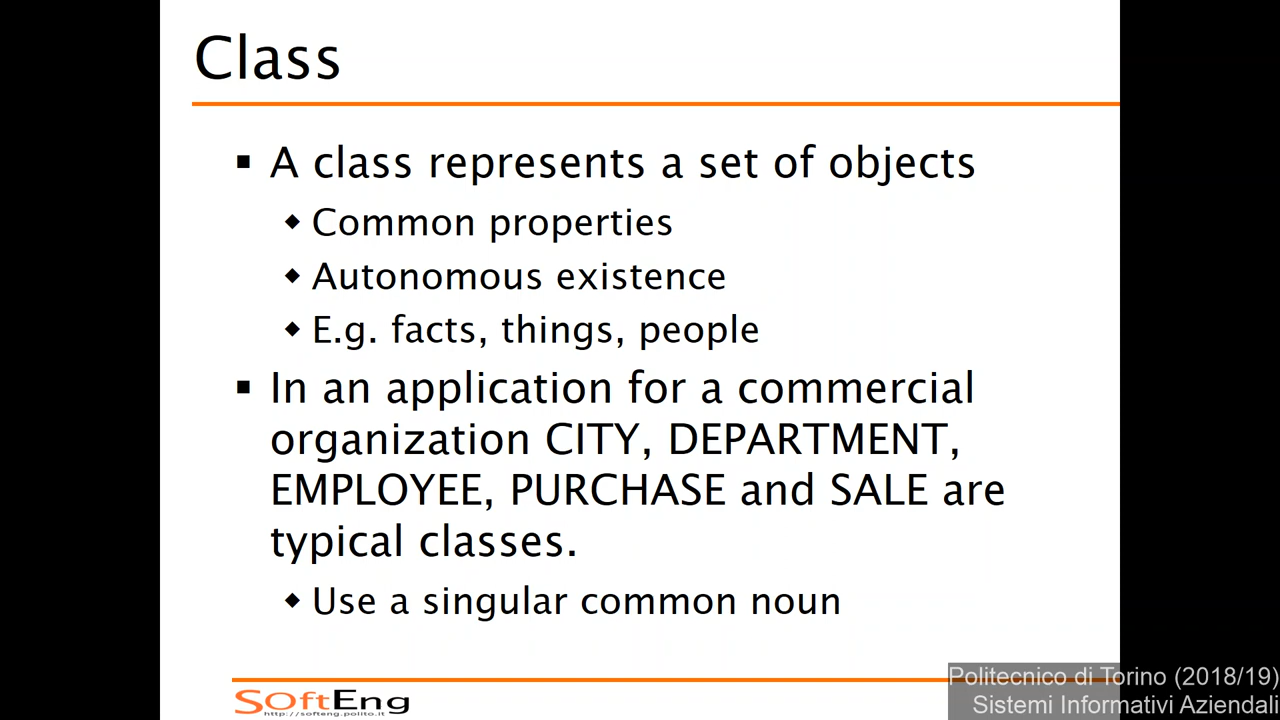 Class
▪ A class represents a set of objects
◆ Common properties
◆ Autonomous existence
◆ E.g. facts, things, people
▪ In an application for a commercial
organization CITY, DEPARTMENT,
EMPLOYEE, PURCHASE and SALE are
typical classes.
◆ Use a singular common noun
SoftEng
http://softeng.polito.it
Politecnico di Torino (2018/19)
Sistemi Informativi Aziendali